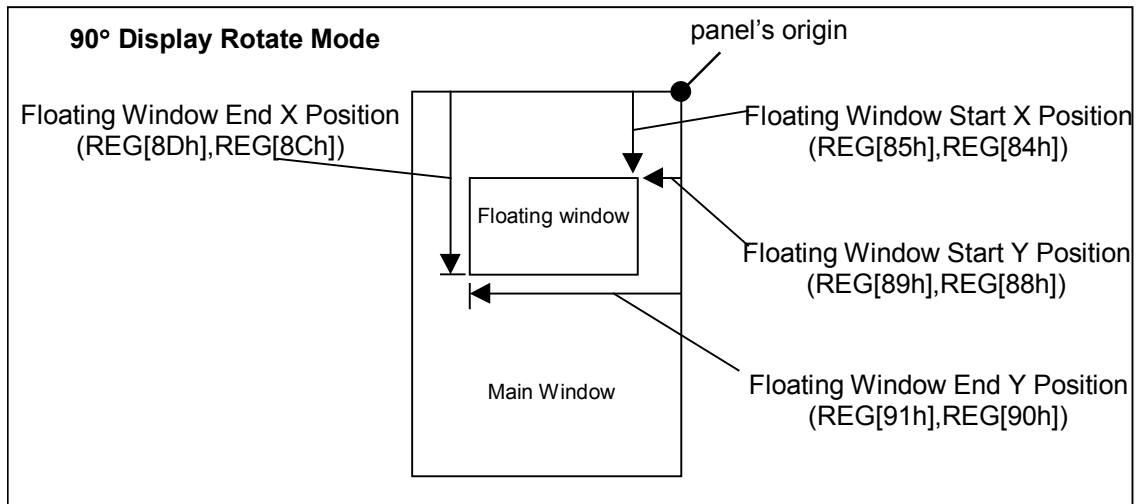 90° Display Rotate Mode
panel's origin
Floating Window End X Position
(REG[8Dh],REG[8Ch])
Floating Window Start X Position
(REG[85h],REG[84h])
Floating window
Floating Window Start Y Position
(REG[89h],REG[88h])
Main Window
Floating Window End Y Position
(REG[91h],REG[90h])